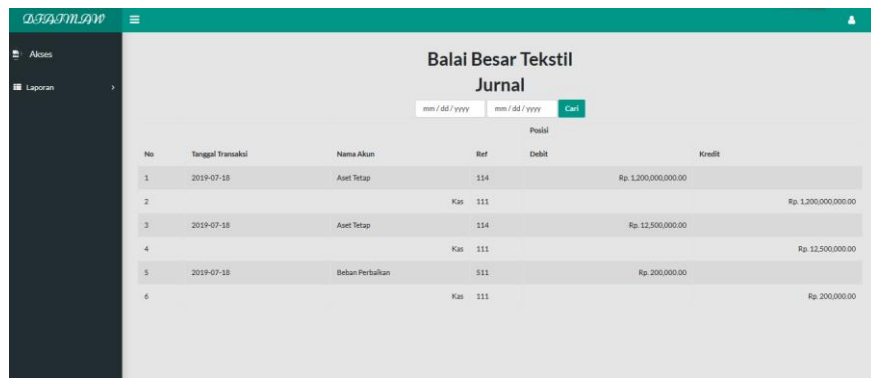 DIAJMAW
Akses
Laporan
Balai Besar Tekstil
Jurnal
mm / dd / yyyy mm / dd / yyyy Cari
Posisi
No Tanggal Transaksi Nama Akun Ref Debit Kredit
1 2019-07-18 Aset Tetap 114 Rp. 1,200,000,000.00
2 Kas 111 Rp. 1,200,000,000.00
3 2019-07-18 Aset Tetap 114 Rp. 12,500,000.00
4 Kas 111 Rp. 12,500,000.00
5 2019-07-18 Beban Perbaikan 511 Rp. 200,000.00
6 Kas 111 Rp. 200,000.00